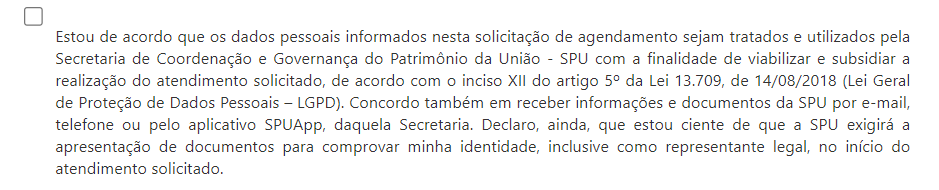 Estou de acordo que os dados pessoais informados nesta solicitação de agendamento sejam tratados e utilizados pela
Secretaria de Coordenação e Governança do Patrimônio da União - SPU com a finalidade de viabilizar e subsidiar a
realização do atendimento solicitado, de acordo com o inciso XII do artigo 5º da Lei 13.709, de 14/08/2018 (Lei Geral
de Proteção de Dados Pessoais – LGPD). Concordo também em receber informações e documentos da SPU por e-mail,
telefone ou pelo aplicativo SPUApp, daquela Secretaria. Declaro, ainda, que estou ciente de que a SPU exigirá a
apresentação de documentos para comprovar minha identidade, inclusive como representante legal, no início do
atendimento solicitado.